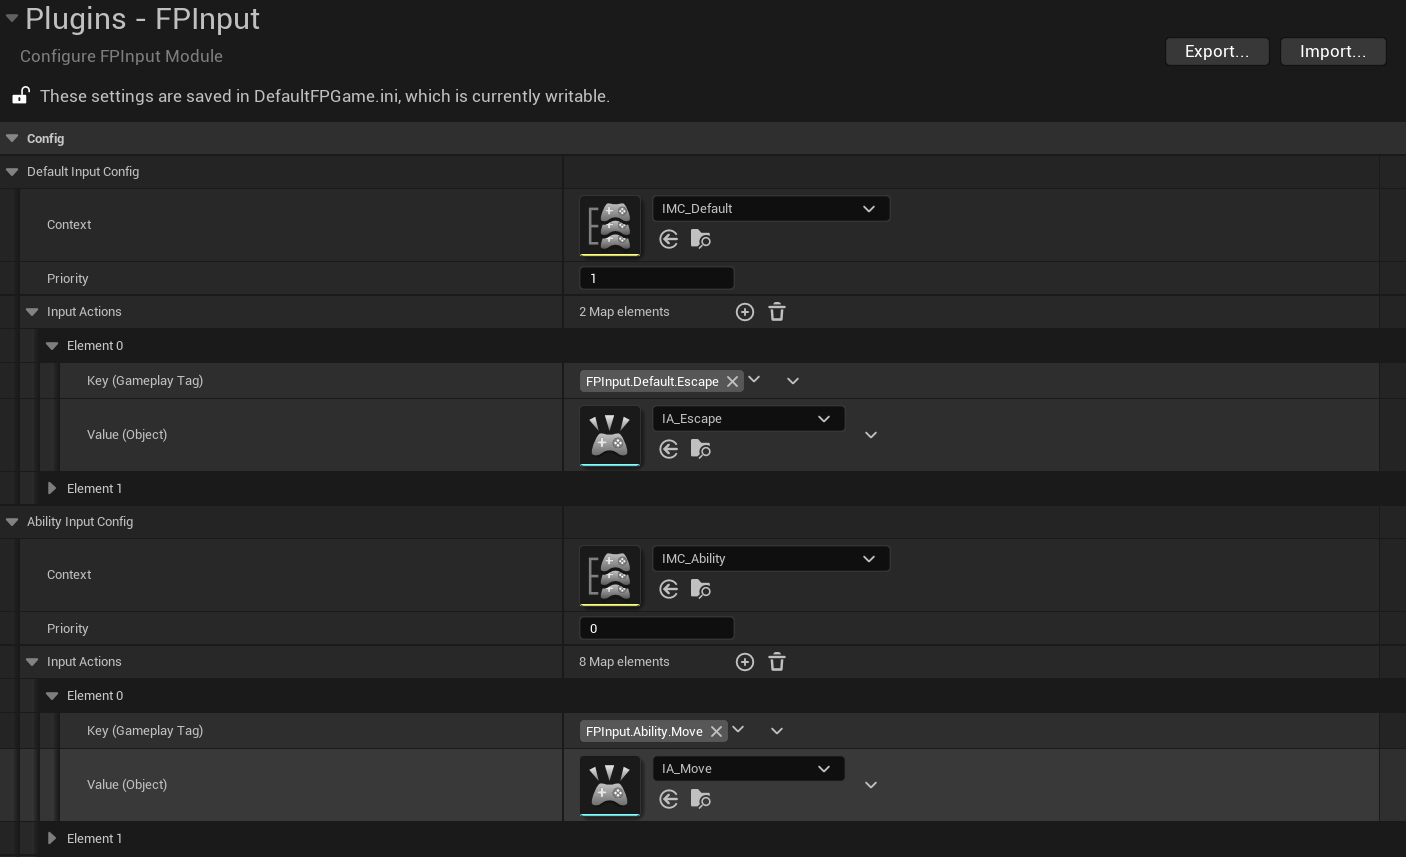 Plugins - FPInput
Configure FPInput Module
Export...
Import...
These settings are saved in DefaultFPGame.ini, which is currently writable.
Config
Default Input Config
Context
IMC_Default
Priority
1
Input Actions
2 Map elements
Element 0
Key (Gameplay Tag)
FPInput.Default.Escape
Value (Object)
IA_Escape
Element 1
Ability Input Config
Context
IMC_Ability
Priority
0
Input Actions
8 Map elements
Element 0
Key (Gameplay Tag)
FPInput.Ability.Move
Value (Object)
IA_Move
Element 1